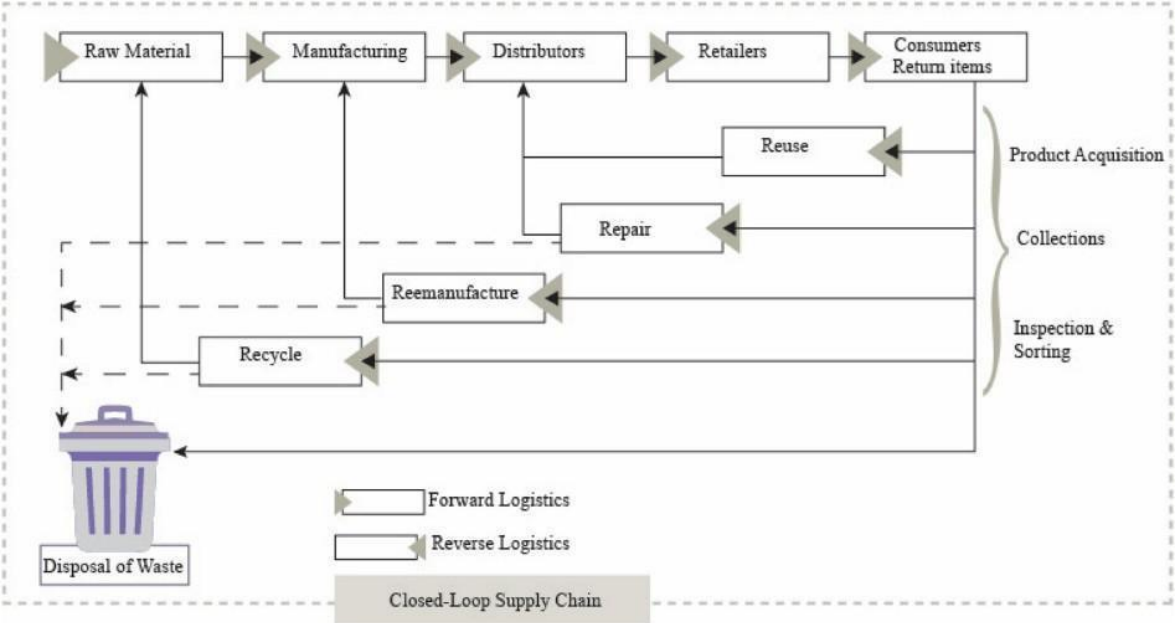 Raw Material
Manufacturing
Distributors
Retailers
Consumers
Return items
Reuse
Product Acquisition
Repair
Collections
Reemanufacture
Inspection &
Sorting
Recycle
Forward Logistics
Reverse Logistics
Disposal of Waste
Closed-Loop Supply Chain